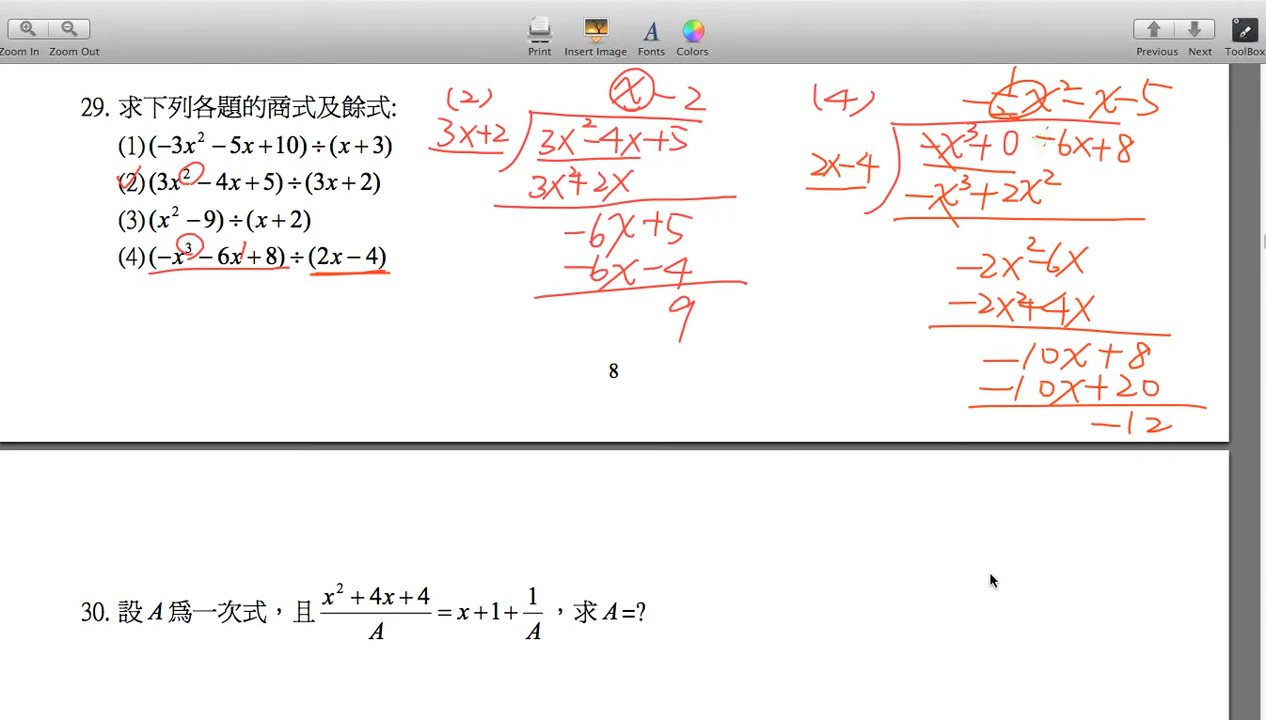 Zoom In Zoom Out Print Insert Image Fonts Colors Previous Next ToolBox
29. 求下列各題的商式及餘式:
(1)(−3x² − 5x + 10) ÷ (x + 3)
(2)(3x² − 4x + 5) ÷ (3x + 2)
(3)(x² − 9) ÷ (x + 2)
(4)(−x³ − 6x + 8) ÷ (2x − 4)
(2)
x − 2
3x+2 ) 3x² − 4x + 5
3x² + 2x
−6x + 5
−6x − 4
9
(4)
−1/2 x² − x − 5
2x−4 ) −x³ + 0 − 6x + 8
−x³ + 2x²
−2x² − 6x
−2x² + 4x
−10x + 8
−10x + 20
−12
8
30. 設 A 爲一次式，且 (x² + 4x + 4)/A = x + 1 + 1/A ，求 A =?